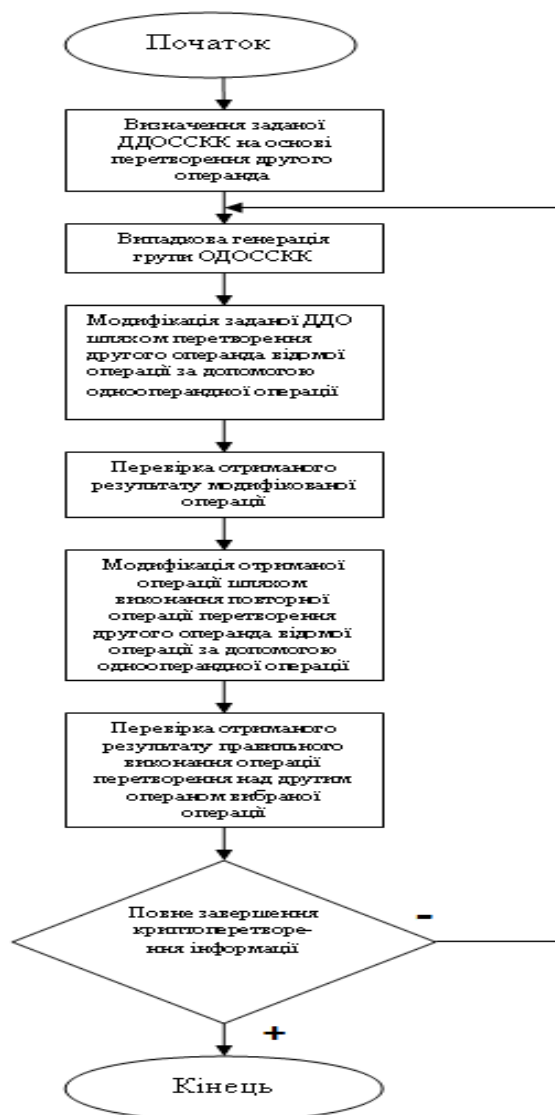 Початок
Визначення заданої
ДДОССКК на основі
перетворення другого
операнда
Випадкова генерація
групи ОДОССКК
Модифікація заданої ДДО
шляхом перетворення
другого операнда відомої
операції за допомогою
однооперандної операції
Перевірка отриманого
результату модифікованої
операції
Модифікація отриманої
операції шляхом
виконання повторної
операції перетворення
другого операнда відомої
операції за допомогою
однооперандної операції
Перевірка отриманого
результату правильного
виконання операції
перетворення над другим
операном вибраної
операції
Повне завершення
криптоперетворе-
ння інформації
-
+
Кінець